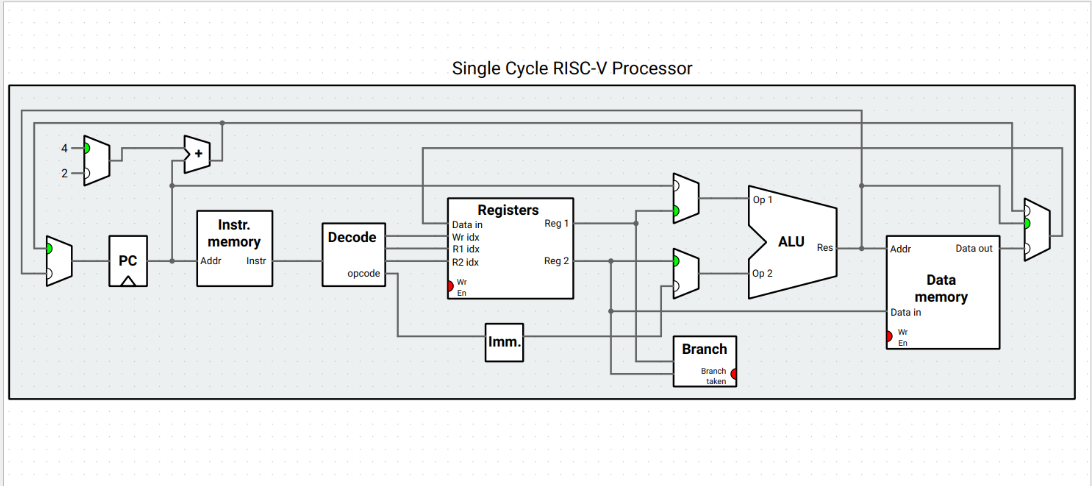 Single Cycle RISC-V Processor
4
2
+
PC
Instr.
memory
Addr Instr
Decode
opcode
Registers
Data in Reg 1
Wr idx
R1 idx
R2 idx Reg 2
Wr
En
Imm.
Op 1
ALU
Res
Op 2
Branch
Branch
taken
Addr Data out
Data
memory
Data in
Wr
En